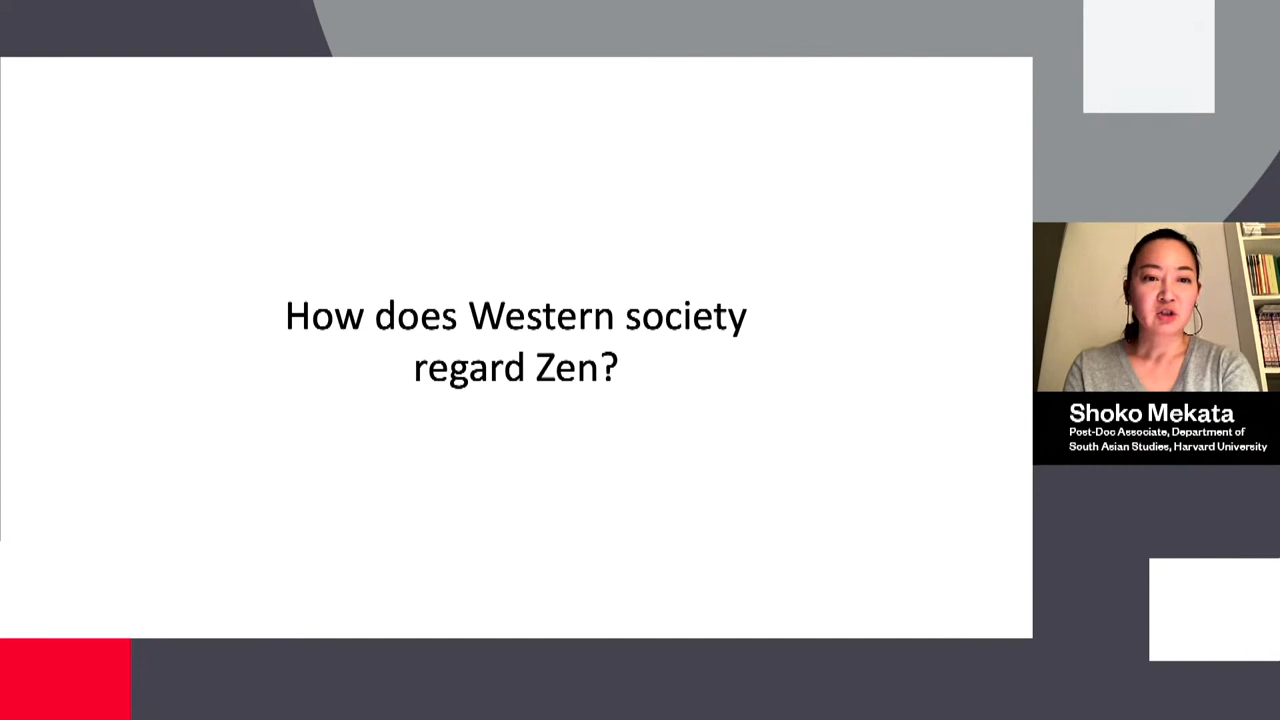 How does Western society
regard Zen?
Shoko Mekata
Post-Doc Associate, Department of
South Asian Studies, Harvard University